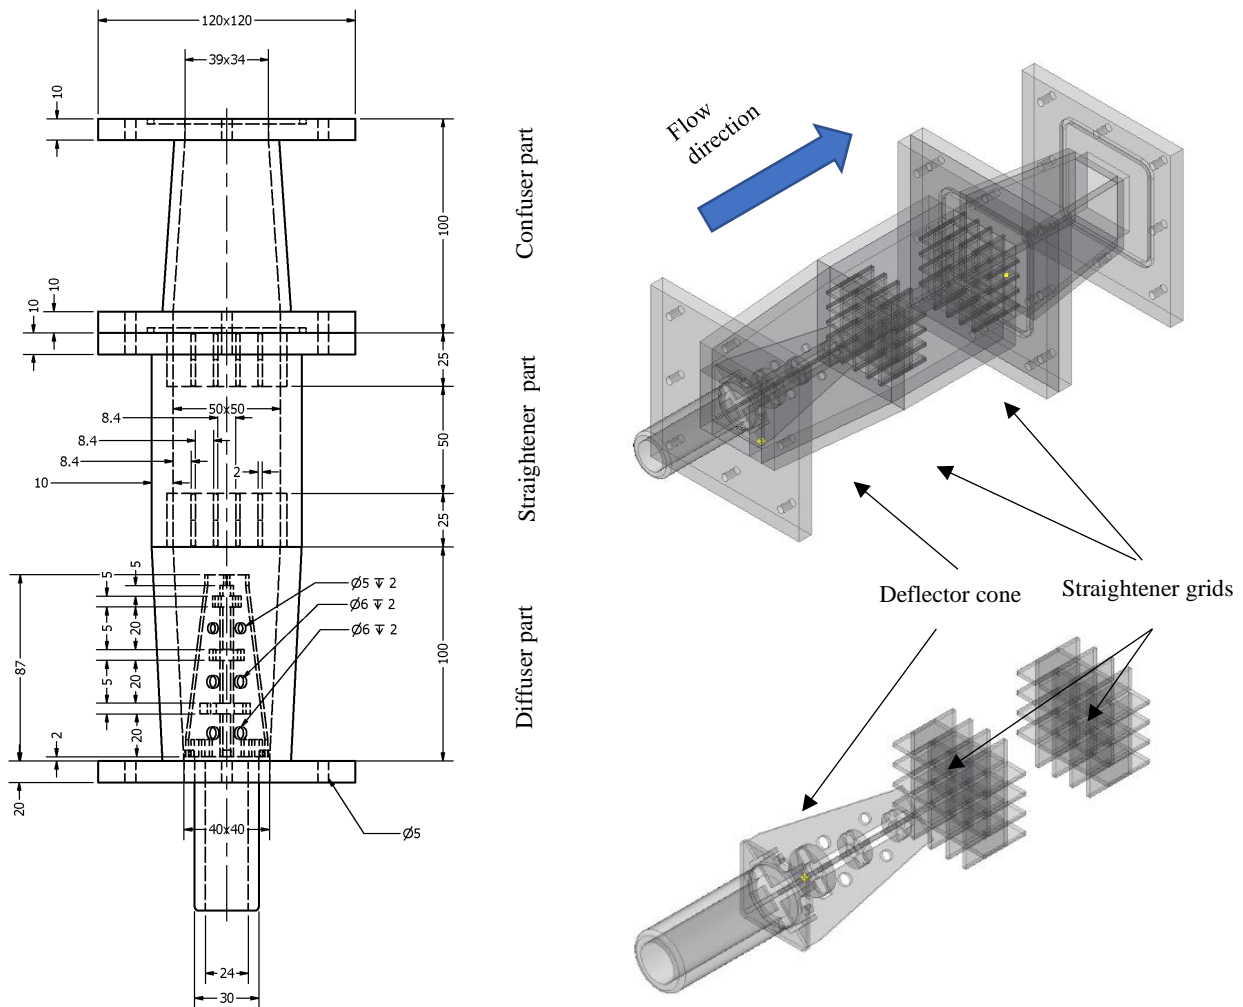 120x120
39x34
10
100
Confuser part
10
10
25
50x50
8.4
8.4
8.4
2
10
50
Straightener part
25
5
5
Ø5 ↧ 2
Ø6 ↧ 2
Ø6 ↧ 2
5
20
87
5
20
100
Diffuser part
2
20
20
40x40
Ø5
24
30
Flow
direction
Deflector cone
Straightener grids